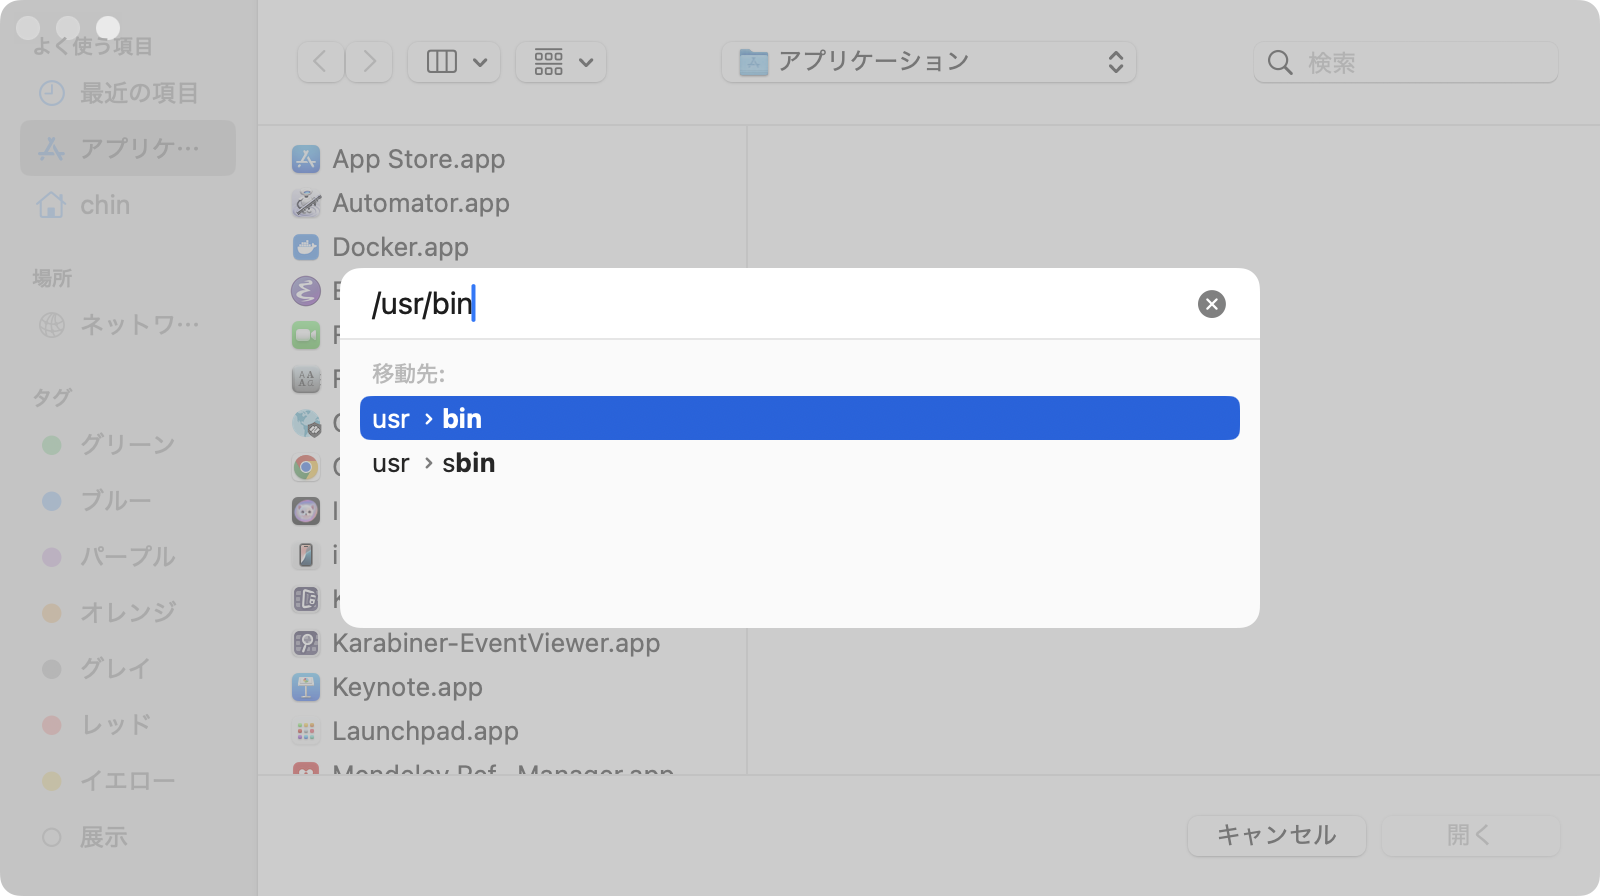 よく使う項目
最近の項目
アプリケ…
chin
場所
ネットワ…
タグ
グリーン
ブルー
パープル
オレンジ
グレイ
レッド
イエロー
展示
アプリケーション
検索
App Store.app
Automator.app
Docker.app
/usr/bin
移動先:
usr › bin
usr › sbin
Karabiner-EventViewer.app
Keynote.app
Launchpad.app
キャンセル
開く